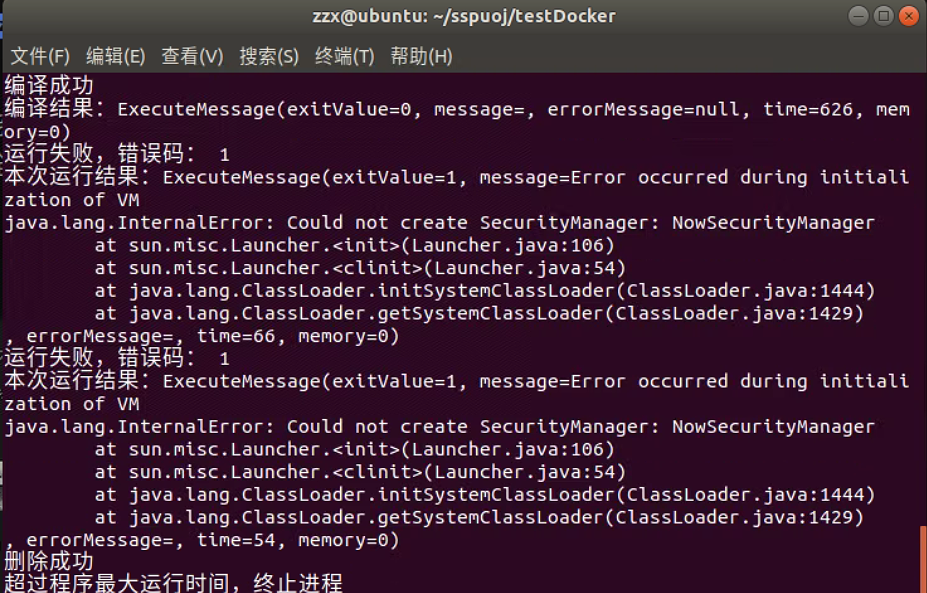 zzx@ubuntu: ~/sspuoj/testDocker
文件(F) 编辑(E) 查看(V) 搜索(S) 终端(T) 帮助(H)
编译成功
编译结果：ExecuteMessage(exitValue=0, message=, errorMessage=null, time=626, mem
ory=0)
运行失败，错误码： 1
本次运行结果：ExecuteMessage(exitValue=1, message=Error occurred during initiali
zation of VM
java.lang.InternalError: Could not create SecurityManager: NowSecurityManager
        at sun.misc.Launcher.<init>(Launcher.java:106)
        at sun.misc.Launcher.<clinit>(Launcher.java:54)
        at java.lang.ClassLoader.initSystemClassLoader(ClassLoader.java:1444)
        at java.lang.ClassLoader.getSystemClassLoader(ClassLoader.java:1429)
, errorMessage=, time=66, memory=0)
运行失败，错误码： 1
本次运行结果：ExecuteMessage(exitValue=1, message=Error occurred during initiali
zation of VM
java.lang.InternalError: Could not create SecurityManager: NowSecurityManager
        at sun.misc.Launcher.<init>(Launcher.java:106)
        at sun.misc.Launcher.<clinit>(Launcher.java:54)
        at java.lang.ClassLoader.initSystemClassLoader(ClassLoader.java:1444)
        at java.lang.ClassLoader.getSystemClassLoader(ClassLoader.java:1429)
, errorMessage=, time=54, memory=0)
删除成功
超过程序最大运行时间，终止进程